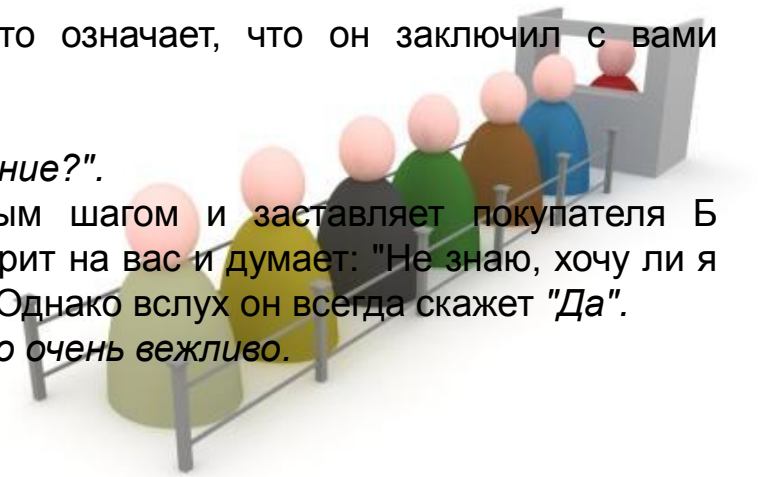 то означает, что он заключил с вами
ние?".
ым шагом и заставляет покупателя Б
рит на вас и думает: "Не знаю, хочу ли я
Однако вслух он всегда скажет "Да".
о очень вежливо.